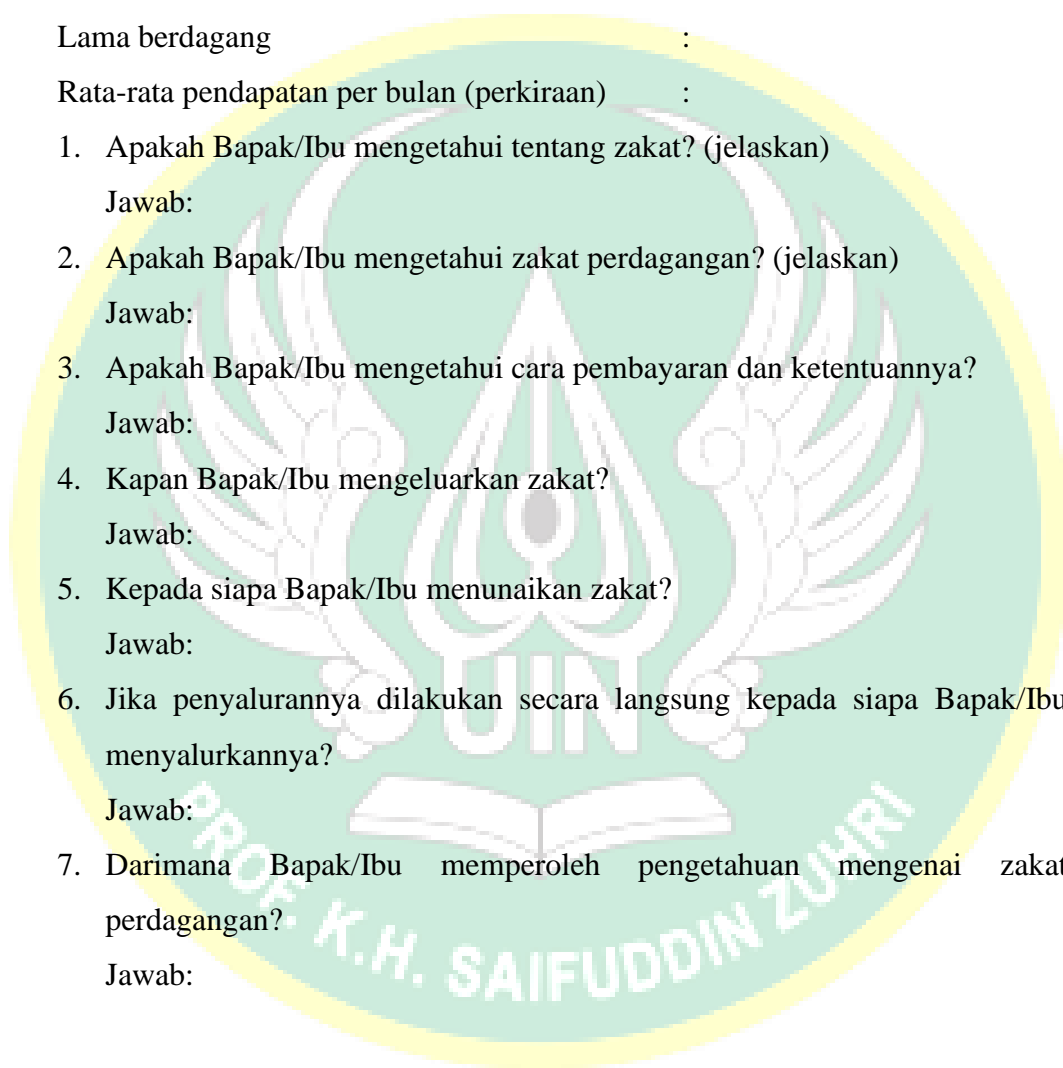 Lama berdagang :
Rata-rata pendapatan per bulan (perkiraan) :
1. Apakah Bapak/Ibu mengetahui tentang zakat? (jelaskan)
Jawab:
2. Apakah Bapak/Ibu mengetahui zakat perdagangan? (jelaskan)
Jawab:
3. Apakah Bapak/Ibu mengetahui cara pembayaran dan ketentuannya?
Jawab:
4. Kapan Bapak/Ibu mengeluarkan zakat?
Jawab:
5. Kepada siapa Bapak/Ibu menunaikan zakat?
Jawab:
6. Jika penyalurannya dilakukan secara langsung kepada siapa Bapak/Ibu
menyalurkannya?
Jawab:
7. Darimana Bapak/Ibu memperoleh pengetahuan mengenai zakat
perdagangan?
Jawab:
UIN
PROF. K.H. SAIFUDDIN ZUHRI